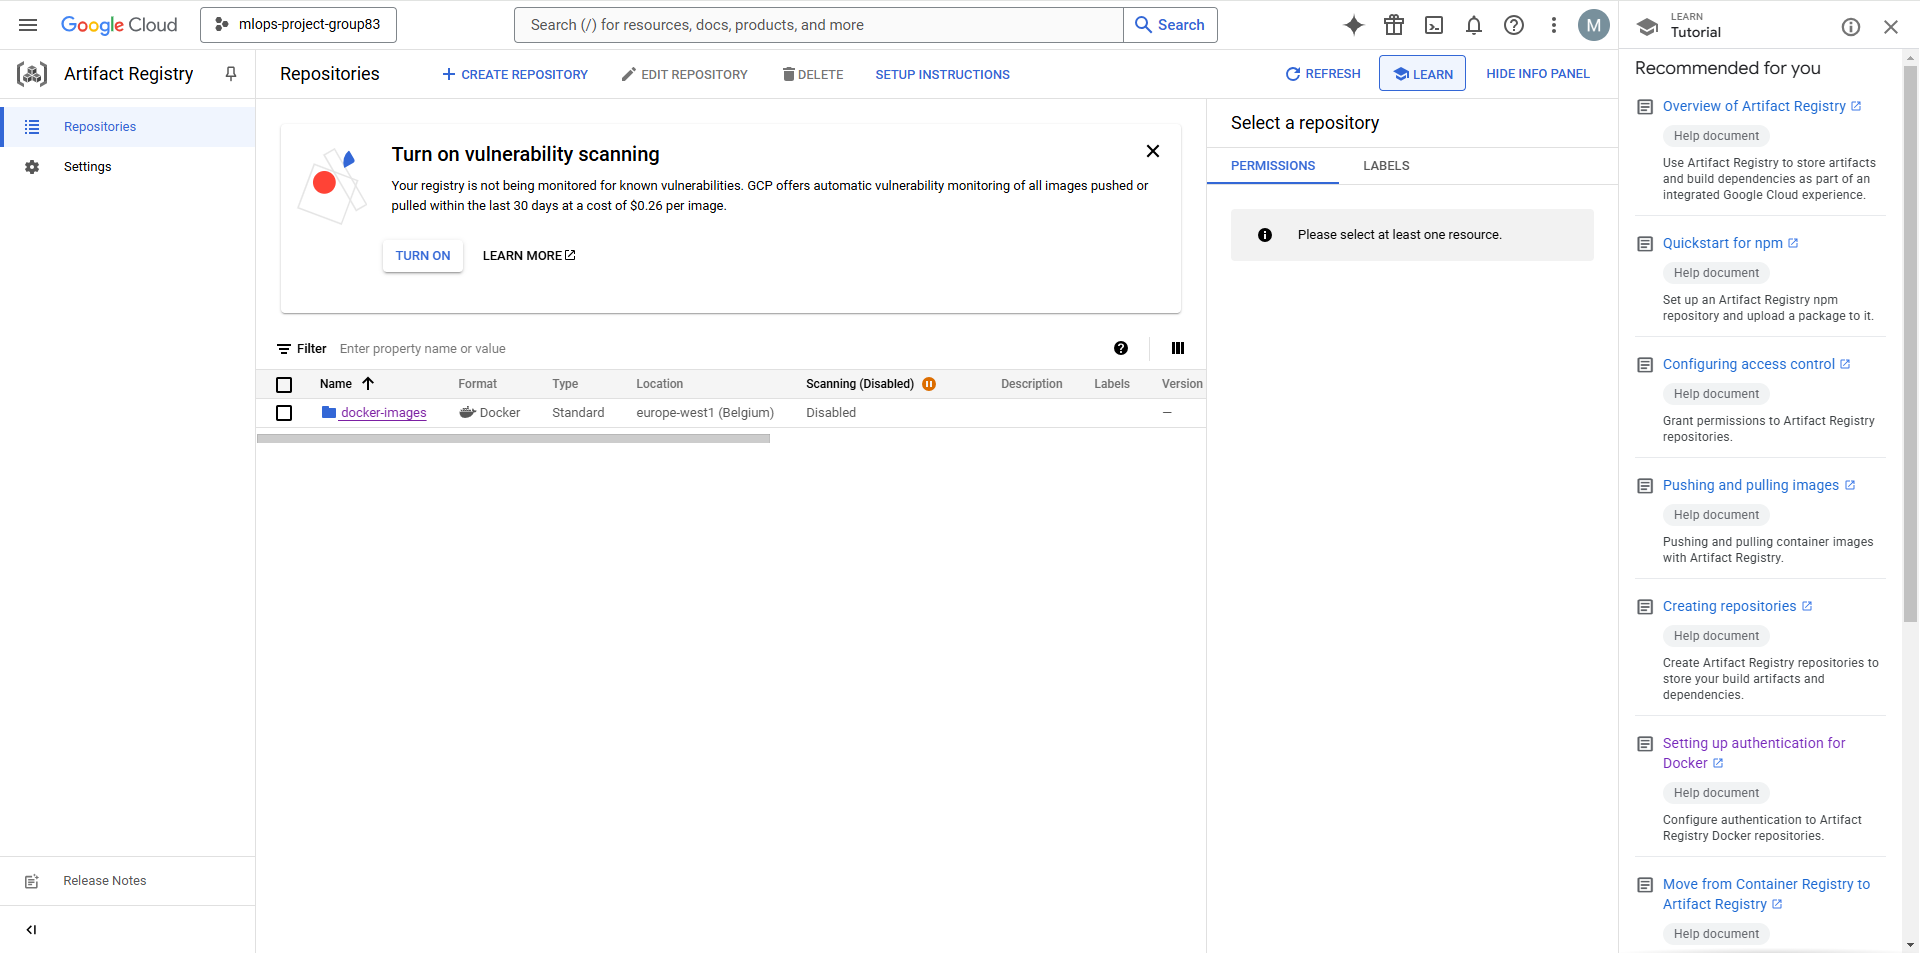 Google Cloud
mlops-project-group83
Search (/) for resources, docs, products, and more
Search
M
LEARN
Tutorial
Artifact Registry
Repositories
CREATE REPOSITORY
EDIT REPOSITORY
DELETE
SETUP INSTRUCTIONS
REFRESH
LEARN
HIDE INFO PANEL
Repositories
Settings
Release Notes
Turn on vulnerability scanning
Your registry is not being monitored for known vulnerabilities. GCP offers automatic vulnerability monitoring of all images pushed or
pulled within the last 30 days at a cost of $0.26 per image.
TURN ON
LEARN MORE
Filter
Enter property name or value
Name Format Type Location Scanning (Disabled) Description Labels Version
docker-images Docker Standard europe-west1 (Belgium) Disabled —
Select a repository
PERMISSIONS
LABELS
Please select at least one resource.
Recommended for you
Overview of Artifact Registry
Help document
Use Artifact Registry to store artifacts
and build dependencies as part of an
integrated Google Cloud experience.
Quickstart for npm
Help document
Set up an Artifact Registry npm
repository and upload a package to it.
Configuring access control
Help document
Grant permissions to Artifact Registry
repositories.
Pushing and pulling images
Help document
Pushing and pulling container images
with Artifact Registry.
Creating repositories
Help document
Create Artifact Registry repositories to
store your build artifacts and
dependencies.
Setting up authentication for
Docker
Help document
Configure authentication to Artifact
Registry Docker repositories.
Move from Container Registry to
Artifact Registry
Help document